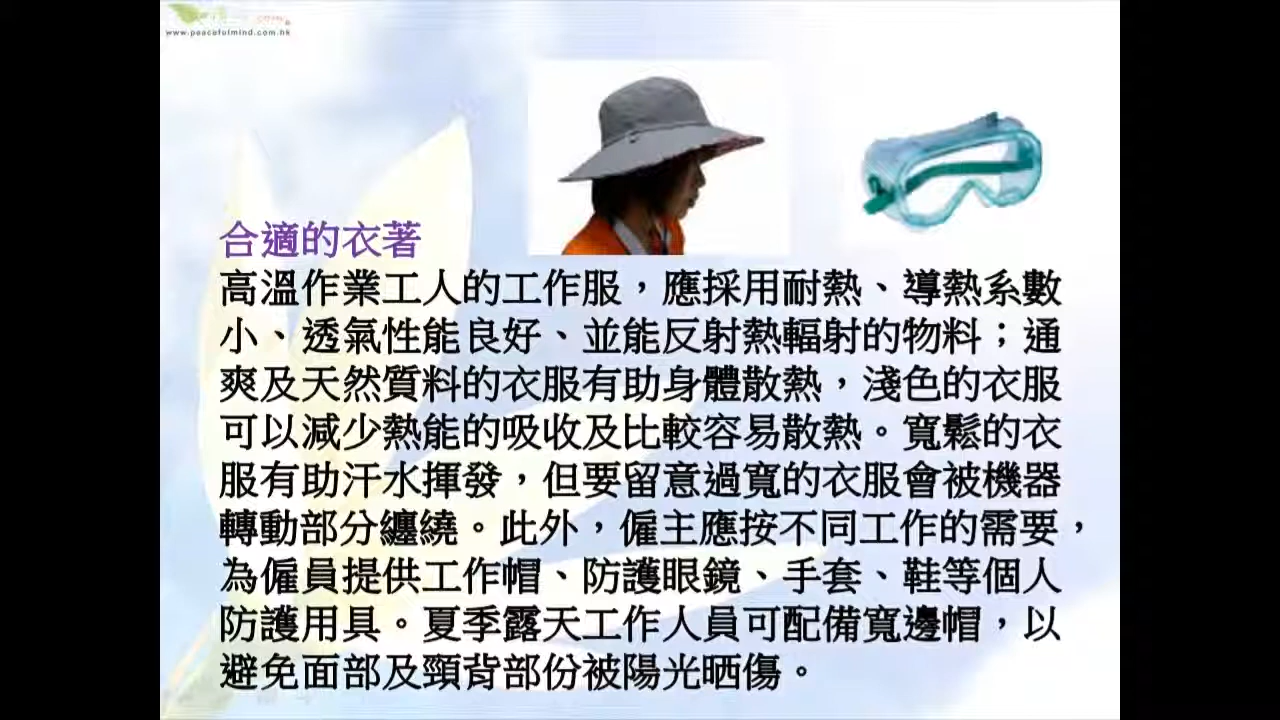 www.peacefulmind.com.hk
合適的衣著
高溫作業工人的工作服，應採用耐熱、導熱系數
小、透氣性能良好、並能反射熱輻射的物料；通
爽及天然質料的衣服有助身體散熱，淺色的衣服
可以減少熱能的吸收及比較容易散熱。寬鬆的衣
服有助汗水揮發，但要留意過寬的衣服會被機器
轉動部分纏繞。此外，僱主應按不同工作的需要，
為僱員提供工作帽、防護眼鏡、手套、鞋等個人
防護用具。夏季露天工作人員可配備寬邊帽，以
避免面部及頸背部份被陽光晒傷。